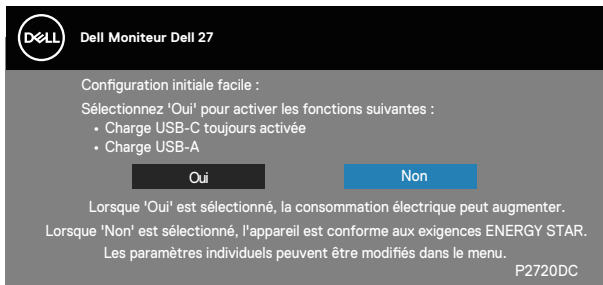 DELL
Dell Moniteur Dell 27
Configuration initiale facile :
Sélectionnez 'Oui' pour activer les fonctions suivantes :
• Charge USB-C toujours activée
• Charge USB-A
Oui Non
Lorsque 'Oui' est sélectionné, la consommation électrique peut augmenter.
Lorsque 'Non' est sélectionné, l'appareil est conforme aux exigences ENERGY STAR.
Les paramètres individuels peuvent être modifiés dans le menu.
P2720DC